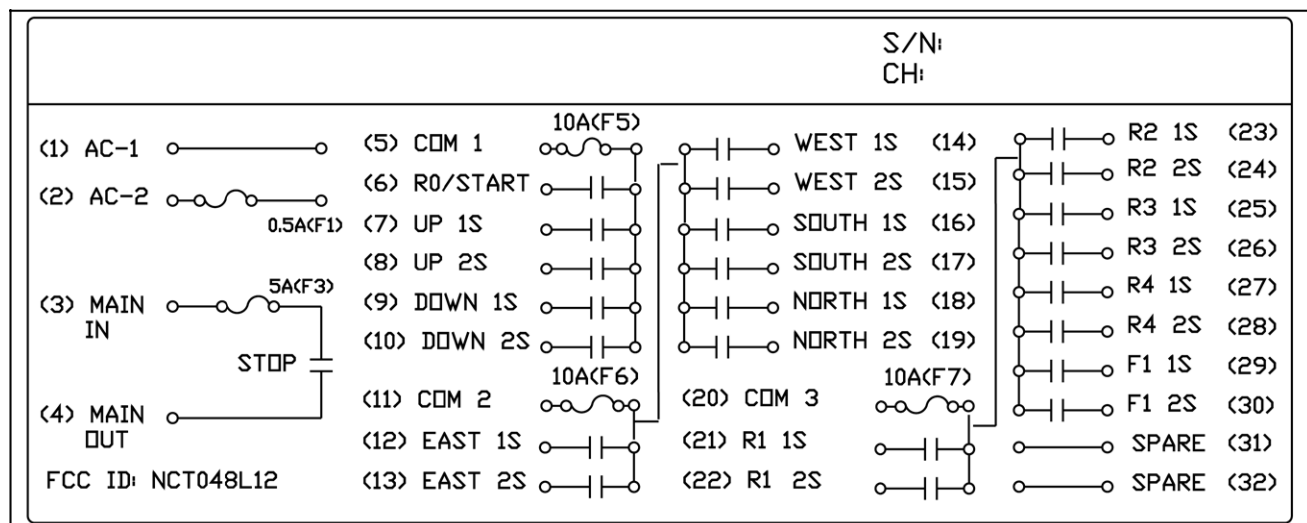 S/N:
CH:
(1) AC-1
(2) AC-2
0.5A(F1)
5A(F3)
(3) MAIN
IN
STOP
(4) MAIN
OUT
FCC ID: NCT048L12
10A(F5)
(5) COM 1
(6) R0/START
(7) UP 1S
(8) UP 2S
(9) DOWN 1S
(10) DOWN 2S
10A(F6)
(11) COM 2
(12) EAST 1S
(13) EAST 2S
WEST 1S (14)
WEST 2S (15)
SOUTH 1S (16)
SOUTH 2S (17)
NORTH 1S (18)
NORTH 2S (19)
10A(F7)
(20) COM 3
(21) R1 1S
(22) R1 2S
R2 1S (23)
R2 2S (24)
R3 1S (25)
R3 2S (26)
R4 1S (27)
R4 2S (28)
F1 1S (29)
F1 2S (30)
SPARE (31)
SPARE (32)